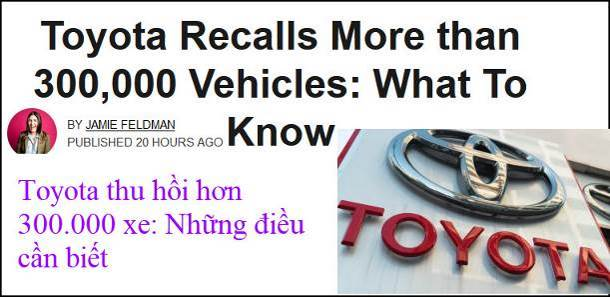 Toyota Recalls More than
300,000 Vehicles: What To
Know
BY JAMIE FELDMAN
PUBLISHED 20 HOURS AGO
Toyota thu hồi hơn
300.000 xe: Những điều
cần biết
TOYOTA